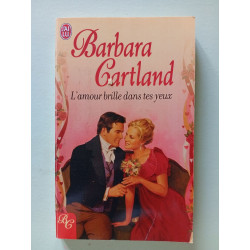 J'AI
LU
Barbara
Cartland
L'amour brille dans tes yeux
BC